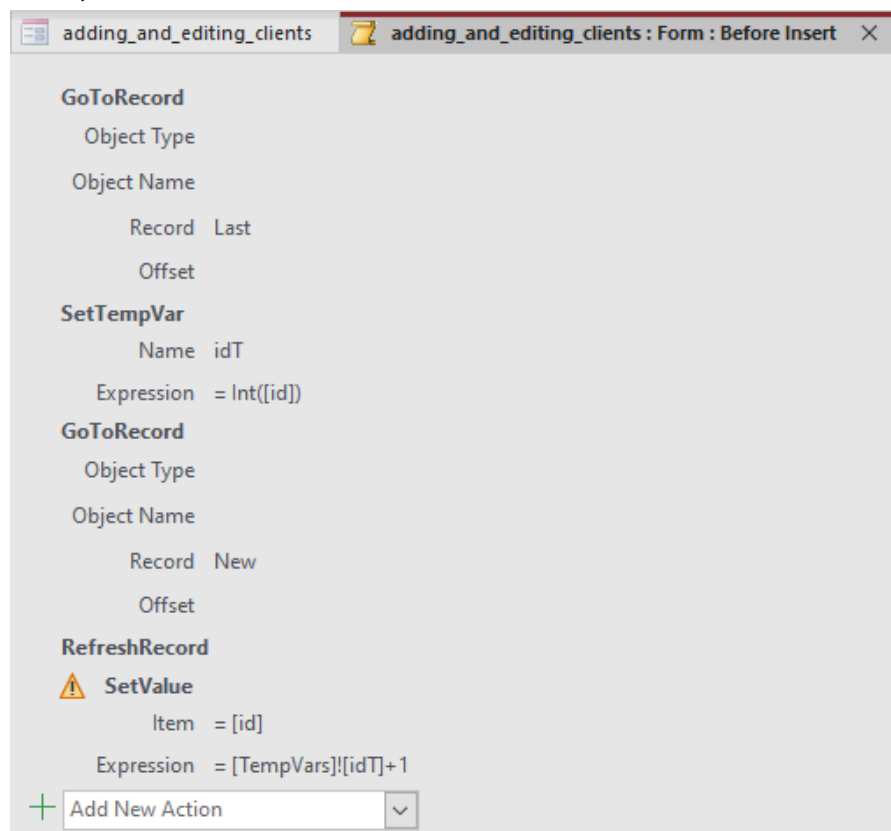 adding_and_editing_clients adding_and_editing_clients : Form : Before Insert
GoToRecord
Object Type
Object Name
Record Last
Offset
SetTempVar
Name idT
Expression = Int([id])
GoToRecord
Object Type
Object Name
Record New
Offset
RefreshRecord
SetValue
Item = [id]
Expression = [TempVars]![idT]+1
Add New Action